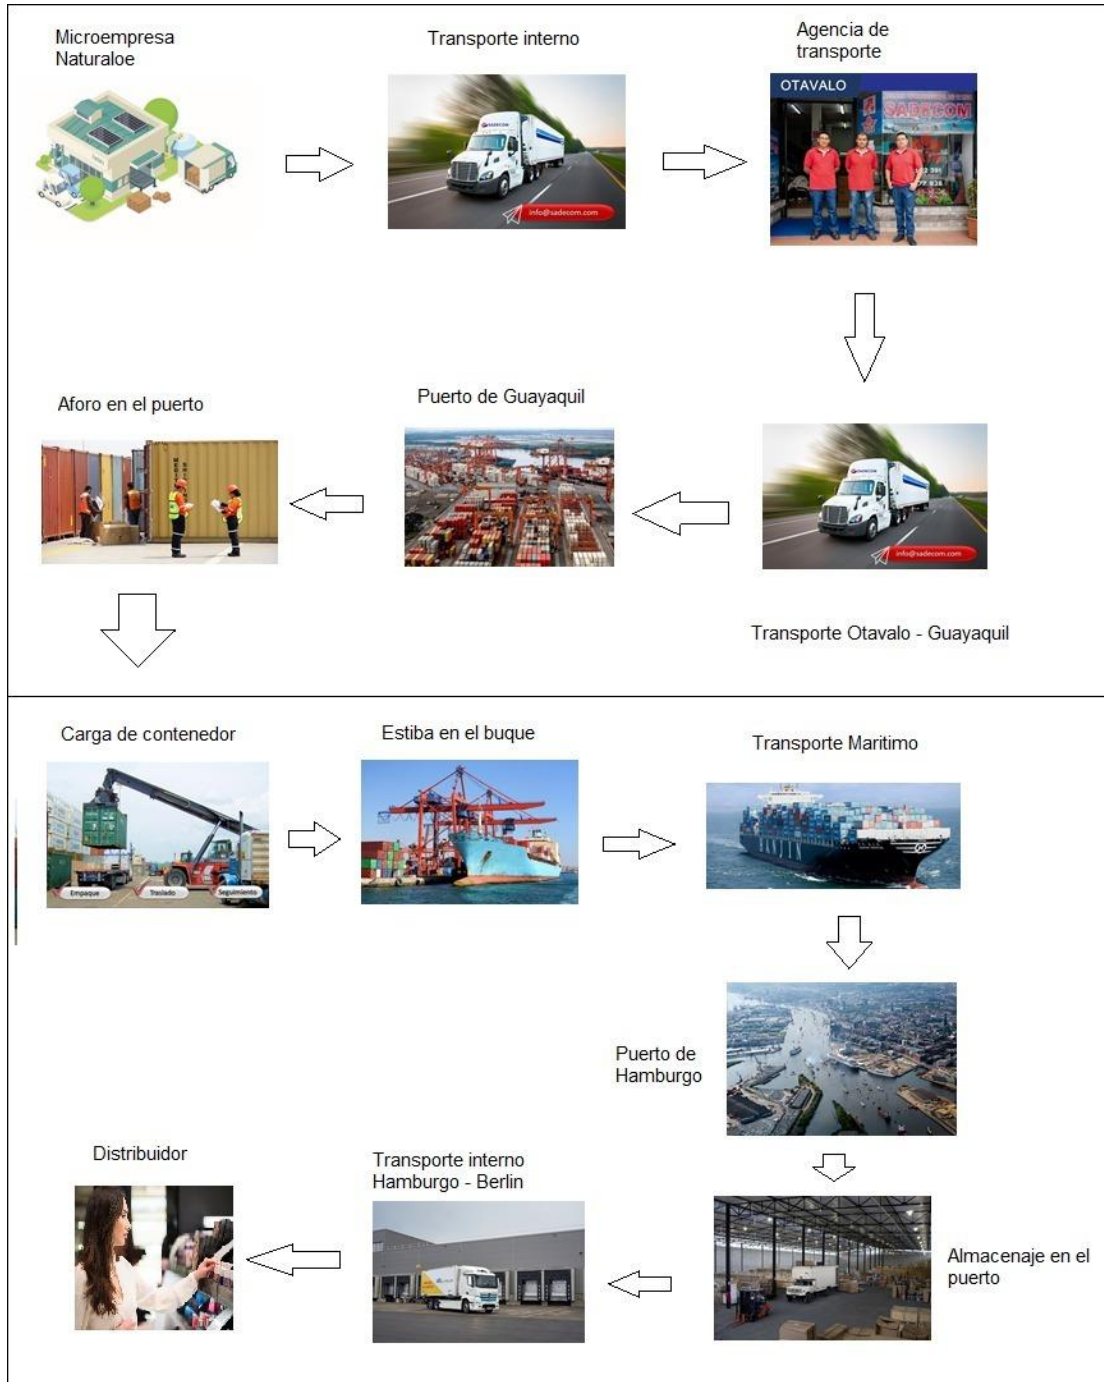 Microempresa
Naturaloe
Transporte interno
Agencia de
transporte
OTAVALO
SADECOM
info@sadecom.com
Aforo en el puerto
Puerto de Guayaquil
info@sadecom.com
Transporte Otavalo - Guayaquil
Carga de contenedor
Estiba en el buque
Transporte Maritimo
Empaque
Traslado
Seguimiento
Puerto de
Hamburgo
Distribuidor
Transporte interno
Hamburgo - Berlin
Almacenaje en el
puerto